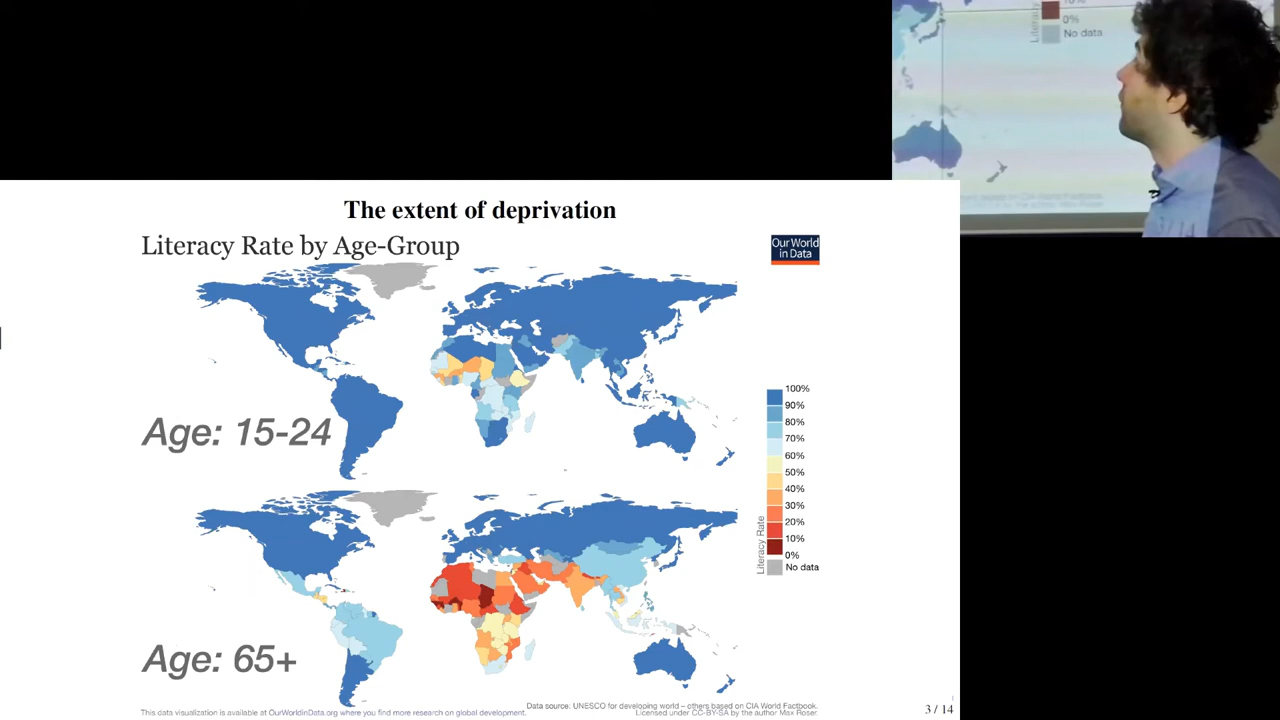 10%
0%
No data
The extent of deprivation
Literacy Rate by Age-Group
Our World
in Data
Age: 15-24
100%
90%
80%
70%
60%
50%
40%
30%
20%
10%
0%
No data
Literacy Rate
Age: 65+
Data source: UNESCO for developing world – others based on CIA World Factbook.
This data visualization is available at OurWorldinData.org where you find more research on global development.
Licensed under CC-BY-SA by the author Max Roser.
3 / 14